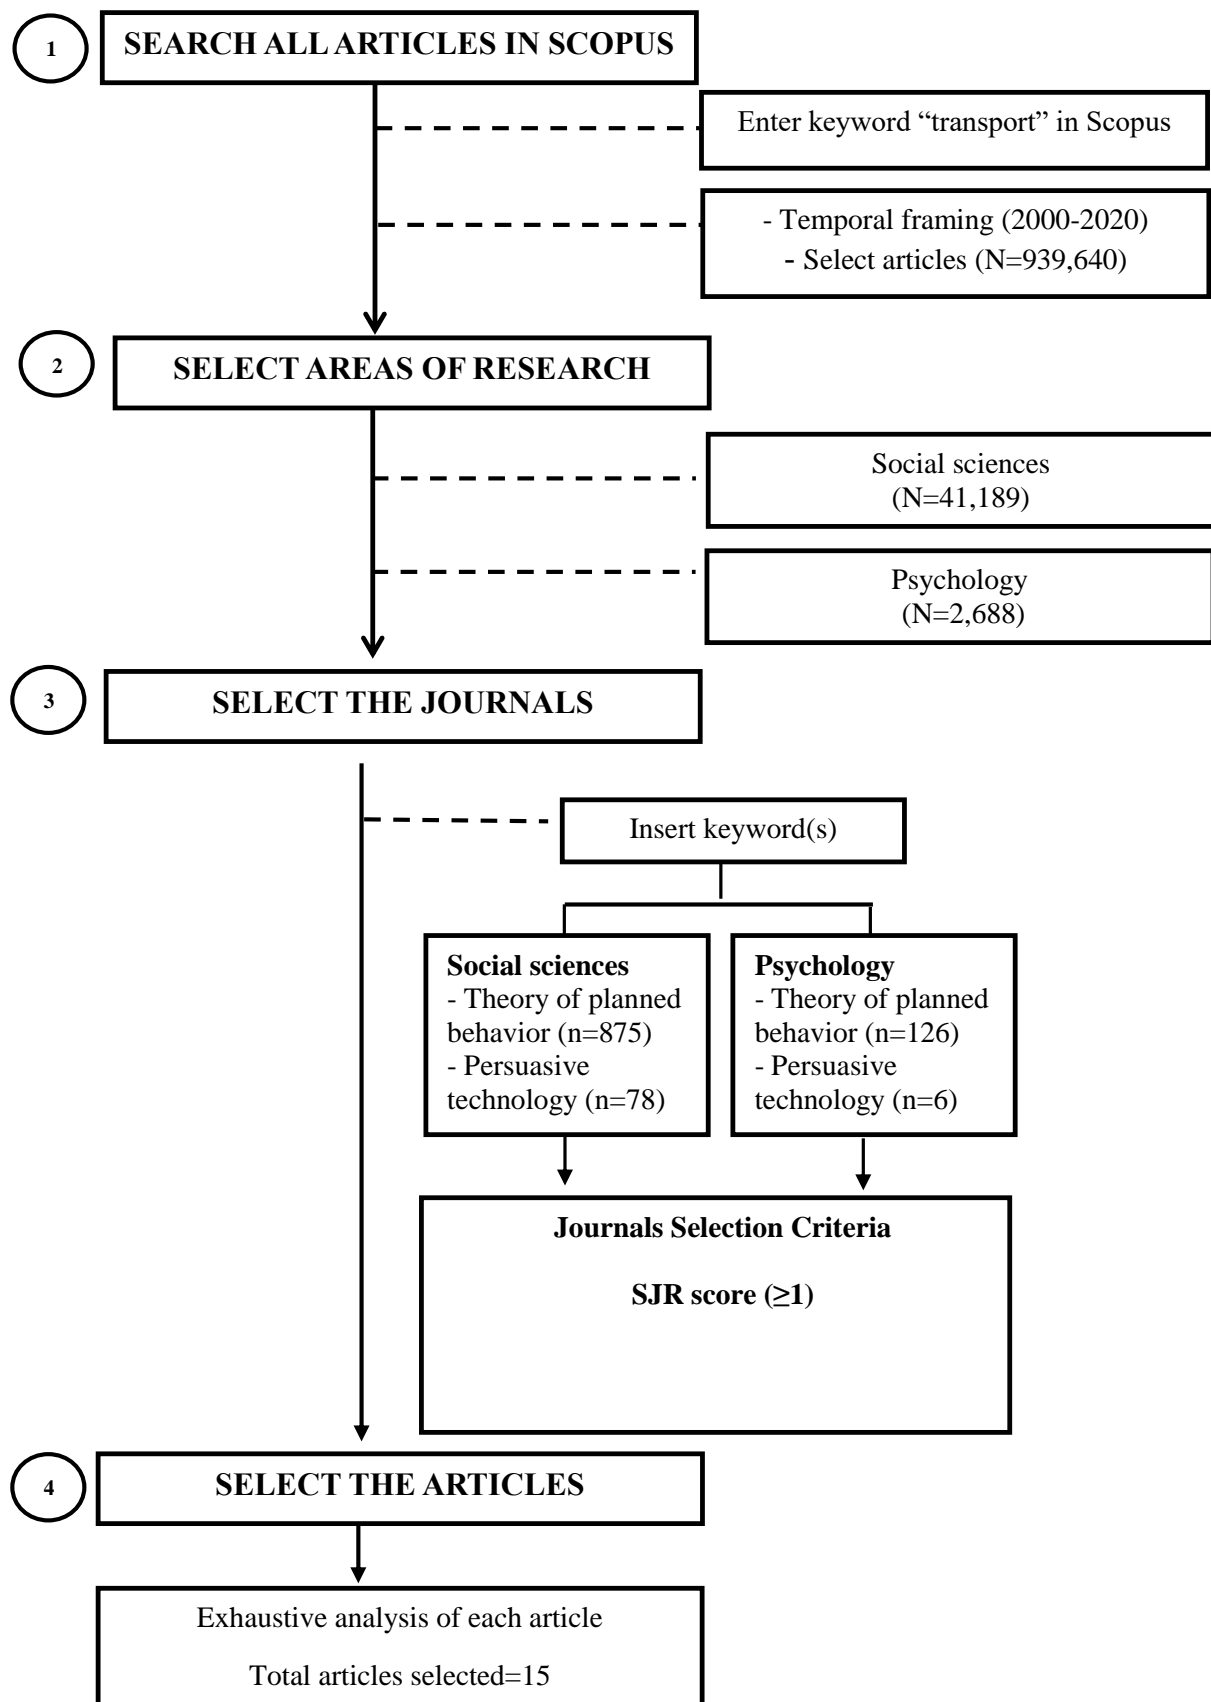 1
SEARCH ALL ARTICLES IN SCOPUS
Enter keyword “transport” in Scopus
- Temporal framing (2000-2020)
- Select articles (N=939,640)
2
SELECT AREAS OF RESEARCH
Social sciences
(N=41,189)
Psychology
(N=2,688)
3
SELECT THE JOURNALS
Insert keyword(s)
Social sciences
- Theory of planned
behavior (n=875)
- Persuasive
technology (n=78)
Psychology
- Theory of planned
behavior (n=126)
- Persuasive
technology (n=6)
Journals Selection Criteria
SJR score (≥1)
4
SELECT THE ARTICLES
Exhaustive analysis of each article
Total articles selected=15